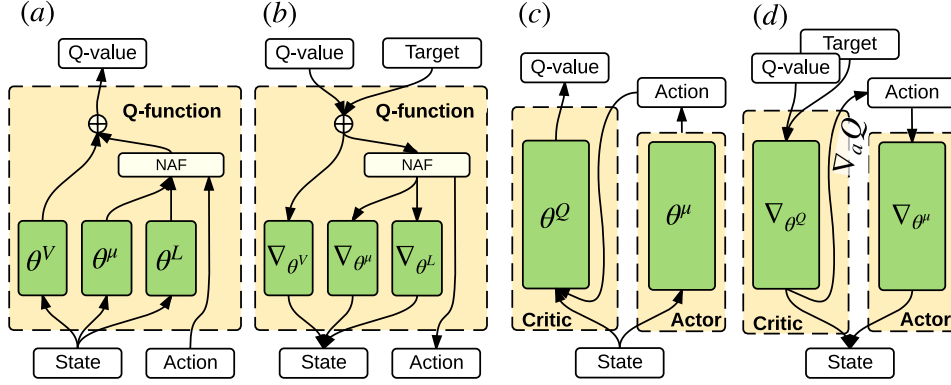 (a)
Q-value
Q-function
⊕
NAF
θ^V
θ^μ
θ^L
State
Action
(b)
Q-value
Target
Q-function
⊕
NAF
∇_{θ^V}
∇_{θ^μ}
∇_{θ^L}
State
Action
(c)
Q-value
Action
θ^Q
θ^μ
Critic
Actor
State
(d)
Target
Q-value
Action
∇_a Q
∇_{θ^Q}
∇_{θ^μ}
Critic
Actor
State